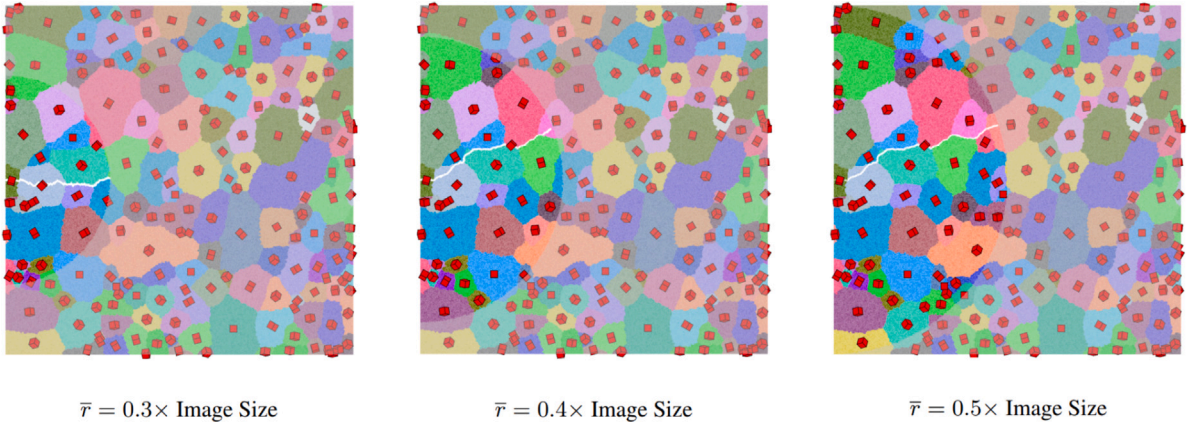 r̅ = 0.3× Image Size
r̅ = 0.4× Image Size
r̅ = 0.5× Image Size